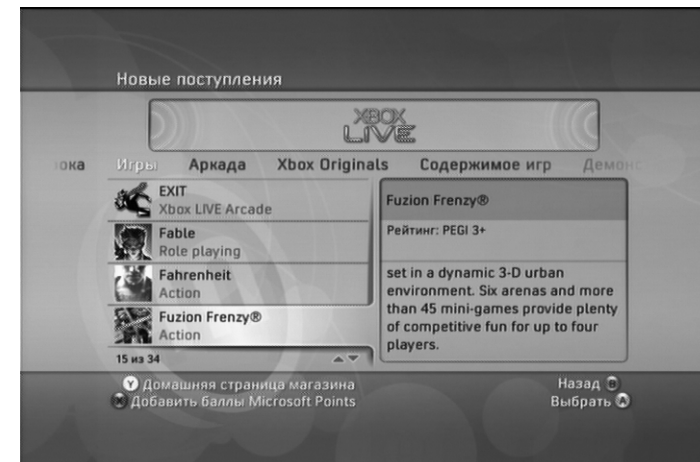 Новые поступления
XBOX
LIVE
Игры Аркада Xbox Originals Содержимое игр
EXIT
Xbox LIVE Arcade
Fable
Role playing
Fahrenheit
Action
Fuzion Frenzy®
Action
15 из 34
Fuzion Frenzy®
Рейтинг: PEGI 3+
set in a dynamic 3-D urban
environment. Six arenas and more
than 45 mini-games provide plenty
of competitive fun for up to four
players.
Y Домашняя страница магазина
X Добавить баллы Microsoft Points
Назад B
Выбрать A